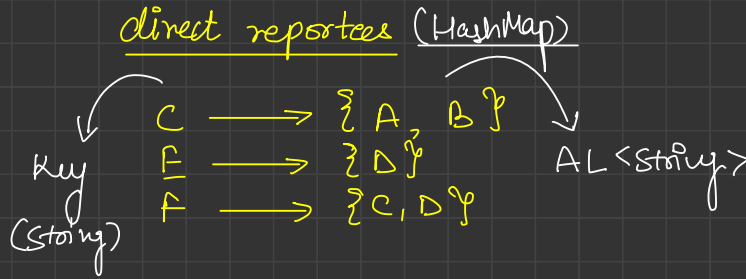 direct reportees (HashMap)
C → {A, B}
E → {D}
F → {C, D}
Key
(String)
AL<String>